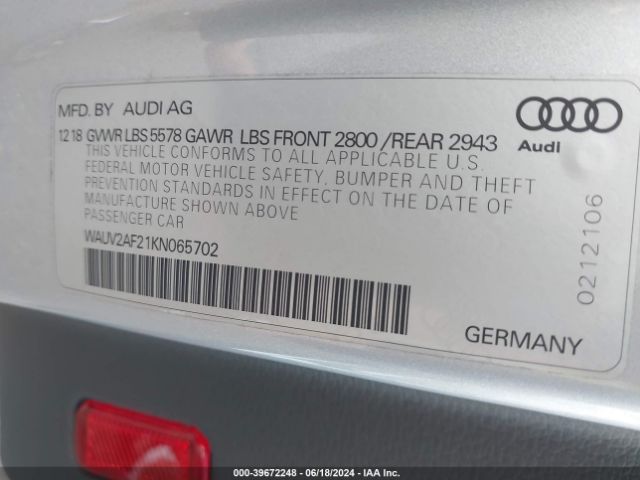 MFD. BY AUDI AG
12 18 GVWR LBS 5578 GAWR LBS FRONT 2800 /REAR 2943
THIS VEHICLE CONFORMS TO ALL APPLICABLE U.S.
FEDERAL MOTOR VEHICLE SAFETY, BUMPER AND THEFT
PREVENTION STANDARDS IN EFFECT ON THE DATE OF
MANUFACTURE SHOWN ABOVE
PASSENGER CAR
WAUV2AF21KN065702
Audi
0212106
GERMANY
000-39672248 - 06/18/2024 - IAA Inc.